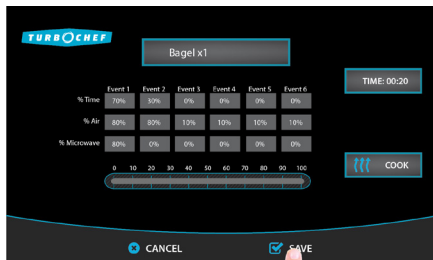 TURBOCHEF
Bagel x1
TIME: 00:20
Event 1 Event 2 Event 3 Event 4 Event 5 Event 6
% Time 70% 30% 0% 0% 0% 0%
% Air 80% 80% 10% 10% 10% 10%
% Microwave 80% 0% 0% 0% 0% 0%
0 10 20 30 40 50 60 70 80 90 100
COOK
CANCEL SAVE